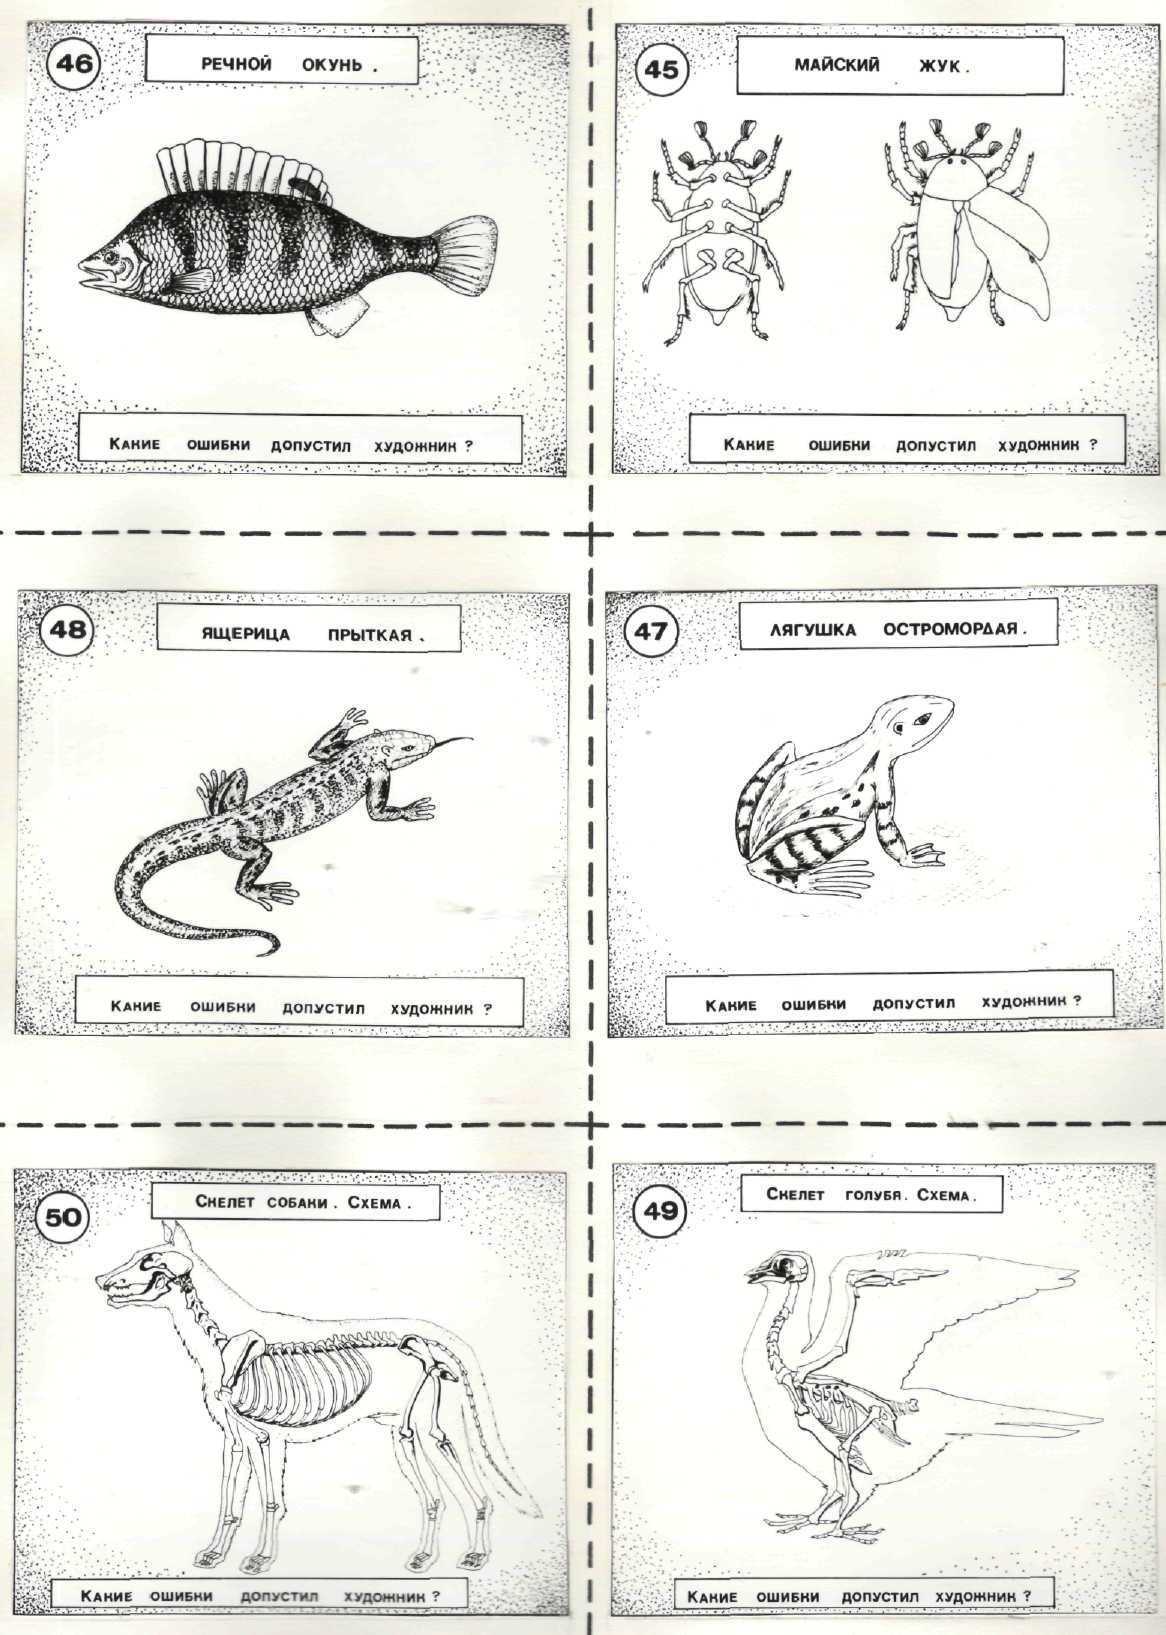 46
РЕЧНОЙ ОКУНЬ.
КАКИЕ ОШИБКИ ДОПУСТИЛ ХУДОЖНИК?
45
МАЙСКИЙ ЖУК.
КАКИЕ ОШИБКИ ДОПУСТИЛ ХУДОЖНИК?
48
ЯЩЕРИЦА ПРЫТКАЯ.
КАКИЕ ОШИБКИ ДОПУСТИЛ ХУДОЖНИК?
47
ЛЯГУШКА ОСТРОМОРДАЯ.
КАКИЕ ОШИБКИ ДОПУСТИЛ ХУДОЖНИК?
50
СКЕЛЕТ СОБАКИ. СХЕМА.
КАКИЕ ОШИБКИ ДОПУСТИЛ ХУДОЖНИК?
49
СКЕЛЕТ ГОЛУБЯ. СХЕМА.
КАКИЕ ОШИБКИ ДОПУСТИЛ ХУДОЖНИК?